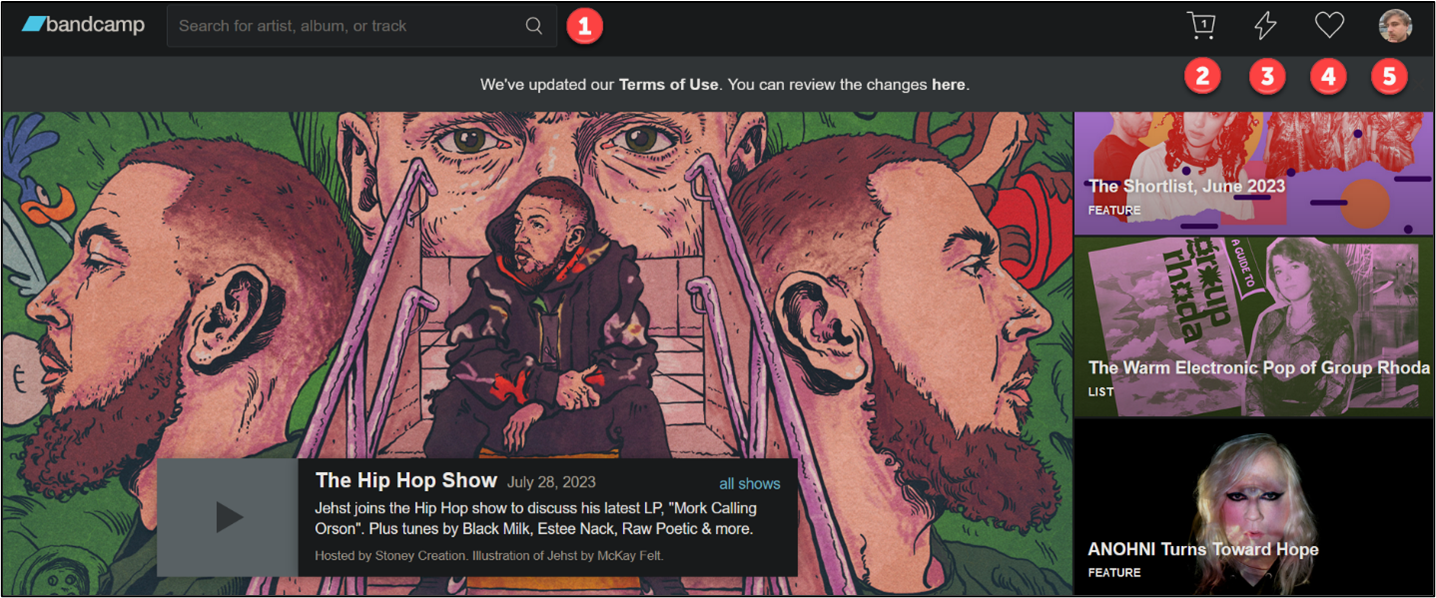 bandcamp
Search for artist, album, or track
1
1
2
3
4
5
We've updated our Terms of Use. You can review the changes here.
The Shortlist, June 2023
FEATURE
A GUIDE TO
group
rhoda
The Warm Electronic Pop of Group Rhoda
LIST
The Hip Hop Show July 28, 2023 all shows
Jehst joins the Hip Hop show to discuss his latest LP, "Mork Calling
Orson". Plus tunes by Black Milk, Estee Nack, Raw Poetic & more.
Hosted by Stoney Creation. Illustration of Jehst by McKay Felt.
ANOHNI Turns Toward Hope
FEATURE